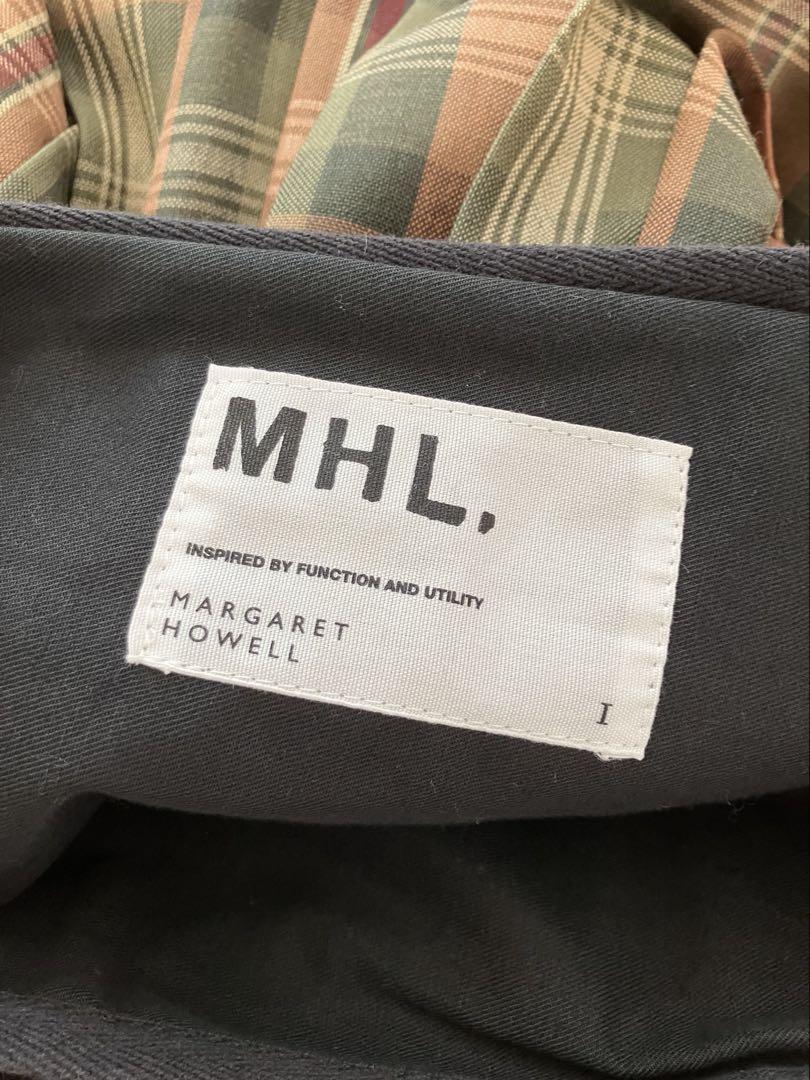 MHL,
INSPIRED BY FUNCTION AND UTILITY
MARGARET
HOWELL
I